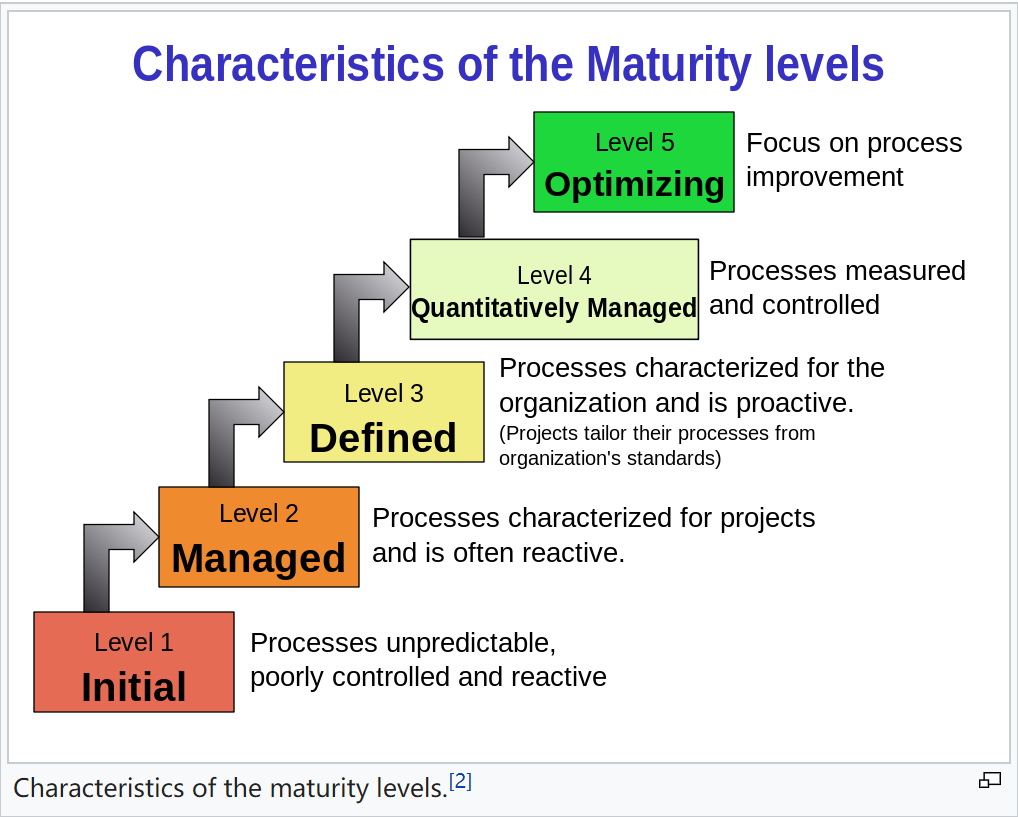 Characteristics of the Maturity levels
Level 5
Optimizing
Focus on process
improvement
Level 4
Quantitatively Managed
Processes measured
and controlled
Level 3
Defined
Processes characterized for the
organization and is proactive.
(Projects tailor their processes from
organization's standards)
Level 2
Managed
Processes characterized for projects
and is often reactive.
Level 1
Initial
Processes unpredictable,
poorly controlled and reactive
Characteristics of the maturity levels.[2]